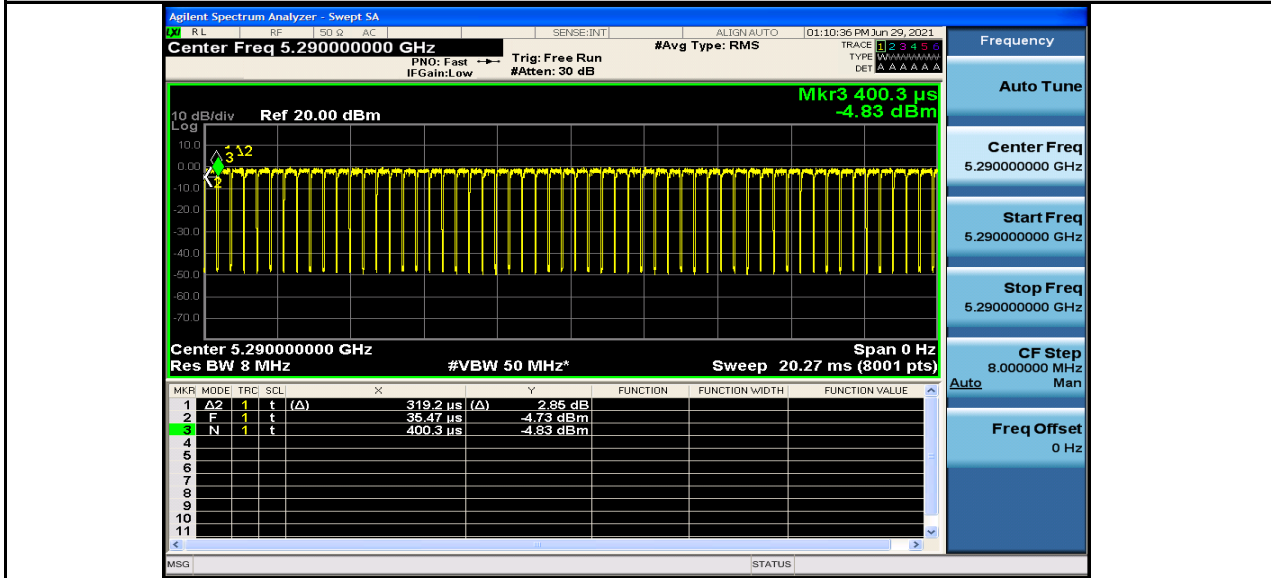 Agilent Spectrum Analyzer - Swept SA
LXI RL RF 50 Ω AC SENSE:INT ALIGN AUTO 01:10:36 PM Jun 29, 2021
Center Freq 5.290000000 GHz #Avg Type: RMS TRACE 1 2 3 4 5 6
PNO: Fast Trig: Free Run TYPE WWWWWW
IFGain:Low #Atten: 30 dB DET A A A A A A
Mkr3 400.3 µs
10 dB/div Ref 20.00 dBm -4.83 dBm
Log
10.0
0.00
-10.0
-20.0
-30.0
-40.0
-50.0
-60.0
-70.0
3 1Δ2
2
Center 5.290000000 GHz Span 0 Hz
Res BW 8 MHz #VBW 50 MHz* Sweep 20.27 ms (8001 pts)
MKR MODE TRC SCL X Y FUNCTION FUNCTION WIDTH FUNCTION VALUE
1 Δ2 1 t (Δ) 319.2 µs (Δ) 2.85 dB
2 F 1 t 35.47 µs -4.73 dBm
3 N 1 t 400.3 µs -4.83 dBm
4
5
6
7
8
9
10
11
MSG STATUS
Frequency
Auto Tune
Center Freq
5.290000000 GHz
Start Freq
5.290000000 GHz
Stop Freq
5.290000000 GHz
CF Step
8.000000 MHz
Auto Man
Freq Offset
0 Hz